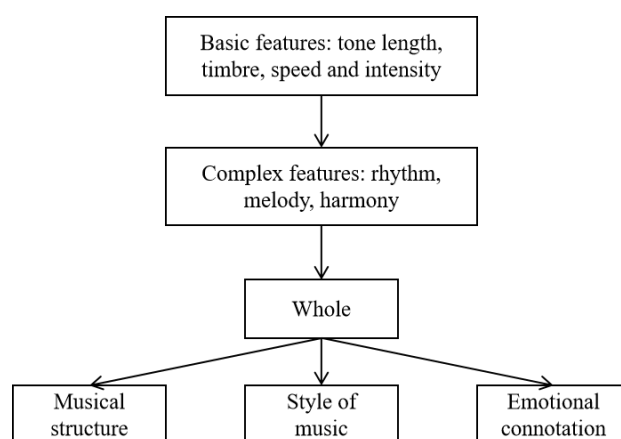 Basic features: tone length,
timbre, speed and intensity
Complex features: rhythm,
melody, harmony
Whole
Musical
structure
Style of
music
Emotional
connotation